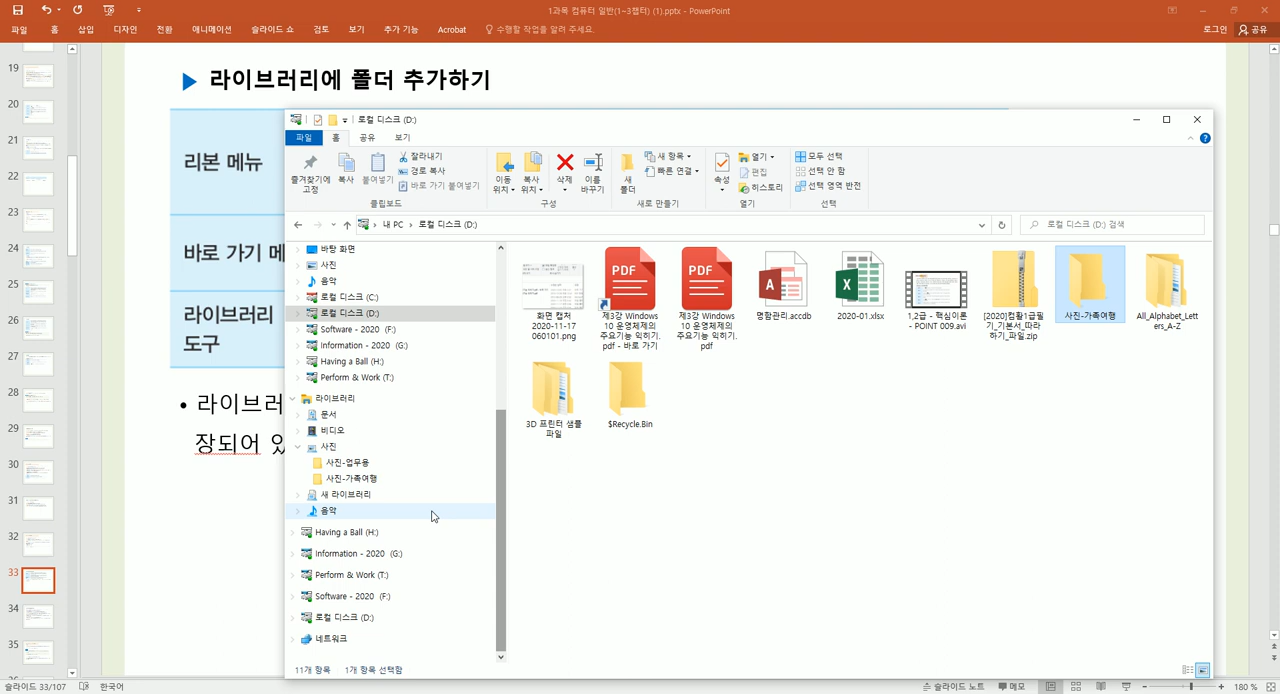 1과목 컴퓨터 일반(1~3챕터) (1).pptx - PowerPoint
파일 홈 삽입 디자인 전환 애니메이션 슬라이드 쇼 검토 보기 추가 기능 Acrobat 수행할 작업을 알려 주세요.
로그인 공유
19
20
21
22
23
24
25
26
27
28
29
30
31
32
33
34
35
▶ 라이브러리에 폴더 추가하기
리본 메뉴
바로 가기 메
라이브러리
도구
• 라이브러
장되어 있
로컬 디스크 (D:)
파일 홈 공유 보기
즐겨찾기에
고정
복사
붙여넣기
잘라내기
경로 복사
바로 가기 붙여넣기
클립보드
이동
위치
복사
위치
삭제
이름
바꾸기
구성
새
폴더
새 항목
빠른 연결
새로 만들기
속성
열기
편집
히스토리
열기
모두 선택
선택 안 함
선택 영역 반전
선택
내 PC > 로컬 디스크 (D:)
로컬 디스크 (D:) 검색
바탕 화면
사진
음악
로컬 디스크 (C:)
로컬 디스크 (D:)
Software - 2020 (F:)
Information - 2020 (G:)
Having a Ball (H:)
Perform & Work (T:)
라이브러리
문서
비디오
사진
사진-업무용
사진-가족여행
새 라이브러리
음악
Having a Ball (H:)
Information - 2020 (G:)
Perform & Work (T:)
Software - 2020 (F:)
로컬 디스크 (D:)
네트워크
화면 캡처
2020-11-17
060101.png
PDF
제3강 Windows
10 운영체제의
주요기능 익히기.
pdf - 바로 가기
PDF
제3강 Windows
10 운영체제의
주요기능 익히기.
pdf
명함관리.accdb
2020-01.xlsx
1,2급 - 핵심이론
- POINT 009.avi
[2020]컴활1급필
기_기본서_따라
하기_파일.zip
사진-가족여행
All_Alphabet_Lett
ers_A-Z
3D 프린터 샘플
파일
$Recycle.Bin
11개 항목 1개 항목 선택함
슬라이드 33/107 한국어
슬라이드 노트 메모 180 %